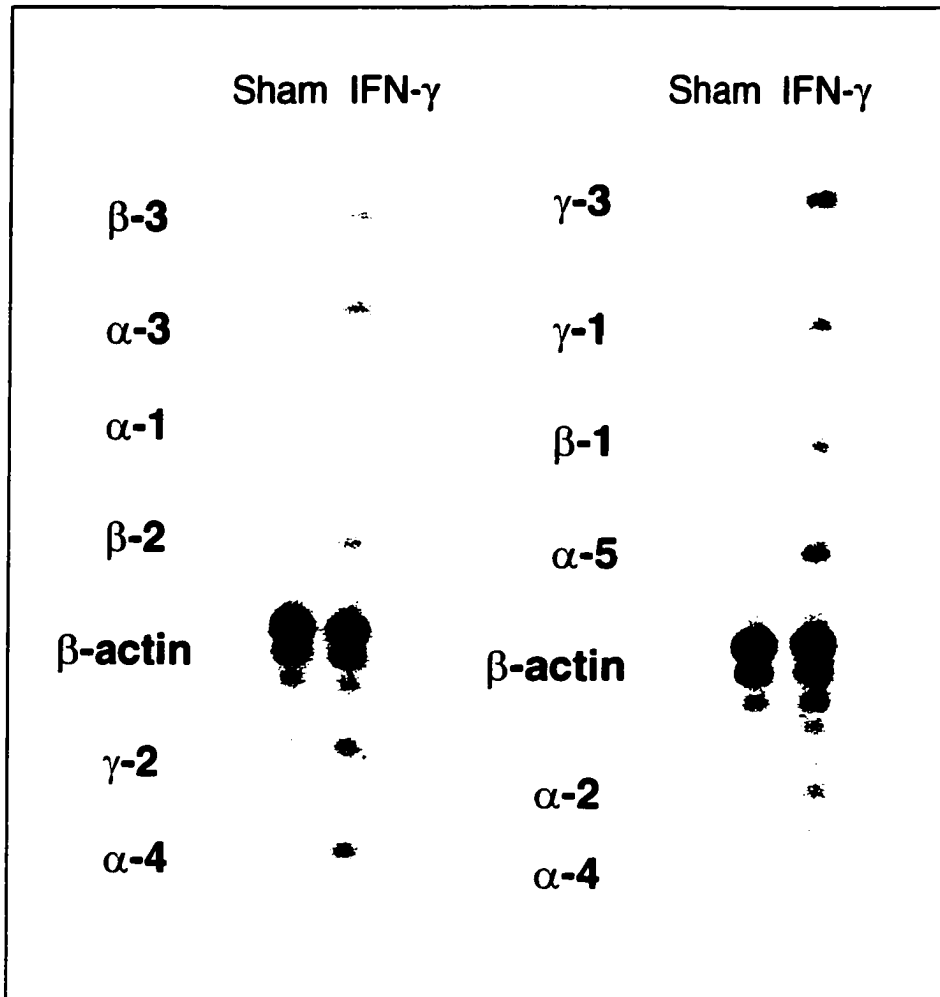 Sham IFN-γ
β-3
α-3
α-1
β-2
β-actin
γ-2
α-4
Sham IFN-γ
γ-3
γ-1
β-1
α-5
β-actin
α-2
α-4